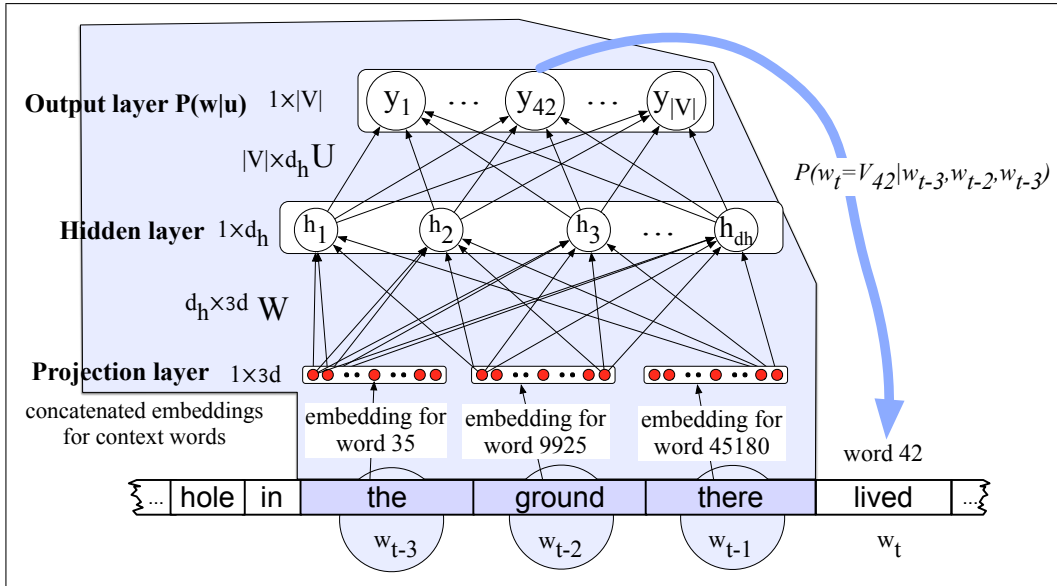 Output layer P(w|u) 1×|V| y1 . . . y42 . . . y|V|
|V|×dh U
P(wt=V42|wt-3,wt-2,wt-3)
Hidden layer 1×dh h1 h2 h3 . . . hdh
dh×3d W
Projection layer 1×3d
concatenated embeddings
for context words
embedding for
word 35
embedding for
word 9925
embedding for
word 45180
word 42
... hole in the ground there lived ...
wt-3 wt-2 wt-1 wt